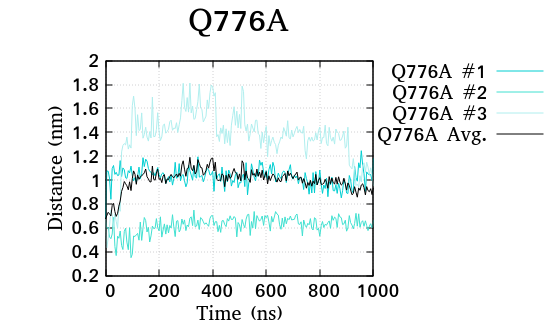 Q776A
Q776A #1
Q776A #2
Q776A #3
Q776A Avg.
Distance (nm)
2
1.8
1.6
1.4
1.2
1
0.8
0.6
0.4
0.2
0 200 400 600 800 1000
Time (ns)